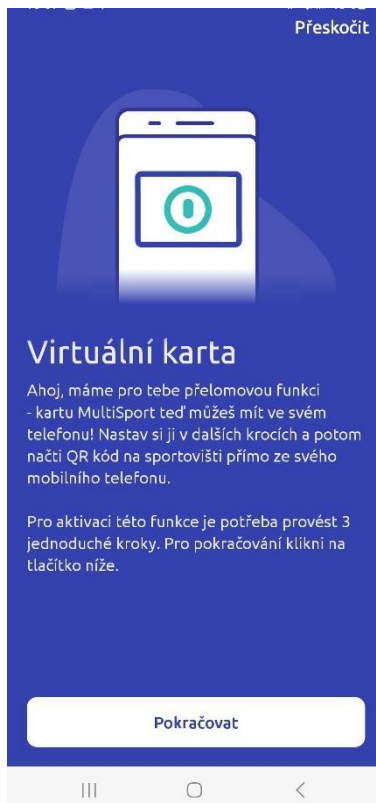 Přeskočit
Virtuální karta
Ahoj, máme pro tebe přelomovou funkci
- kartu MultiSport teď můžeš mít ve svém
telefonu! Nastav si ji v dalších krocích a potom
načti QR kód na sportovišti přímo ze svého
mobilního telefonu.
Pro aktivaci této funkce je potřeba provést 3
jednoduché kroky. Pro pokračování klikni na
tlačítko níže.
Pokračovat